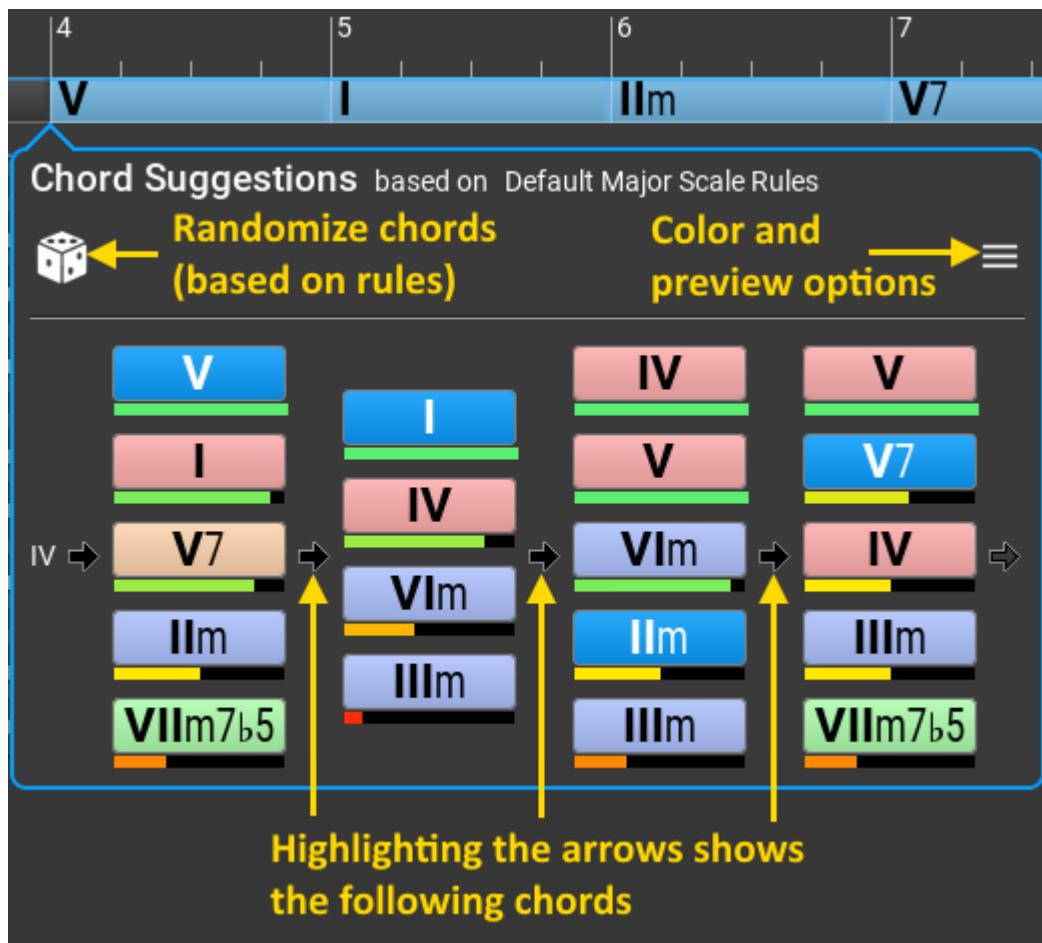 4 5 6 7
V I IIm V7
Chord Suggestions based on Default Major Scale Rules
Randomize chords
(based on rules)
Color and
preview options
IV
V
I
V7
IIm
VIIm7♭5
I
IV
VIm
IIIm
IV
V
VIm
IIm
IIIm
V
V7
IV
IIIm
VIIm7♭5
Highlighting the arrows shows
the following chords